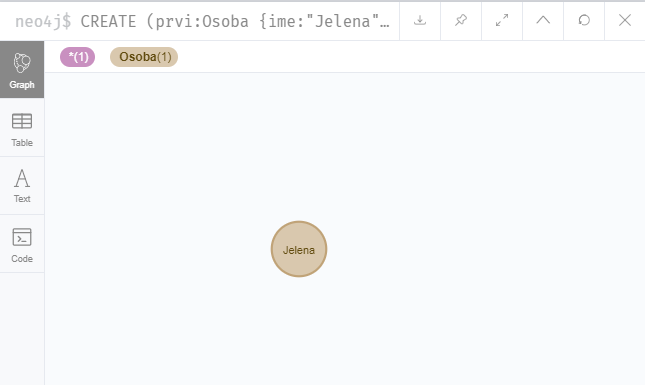 neo4j$ CREATE (prvi:Osoba {ime:"Jelena"…
*(1) Osoba(1)
Graph
Table
Text
Code
Jelena